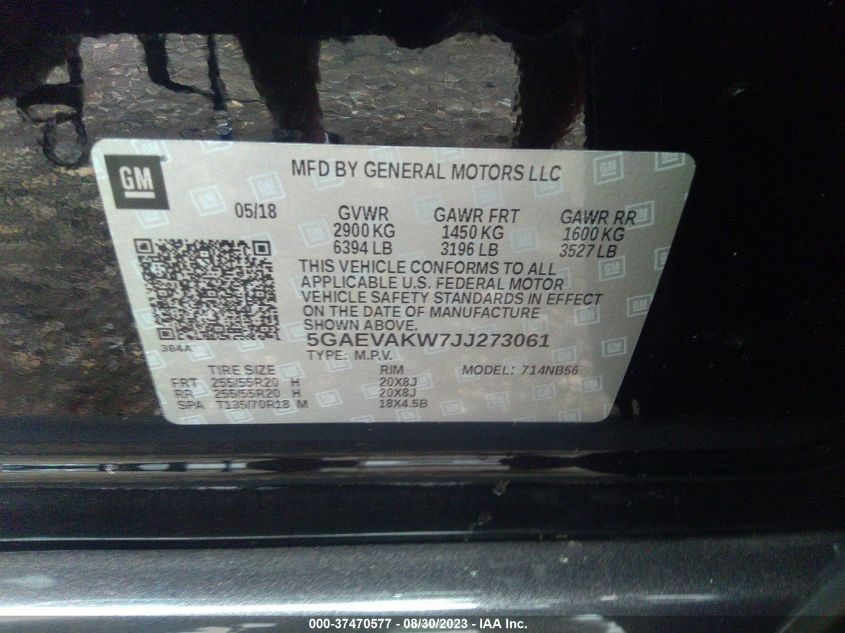 GM
MFD BY GENERAL MOTORS LLC
05/18 GVWR GAWR FRT GAWR RR
2900 KG 1450 KG 1600 KG
6394 LB 3196 LB 3527 LB
THIS VEHICLE CONFORMS TO ALL
APPLICABLE U.S. FEDERAL MOTOR
VEHICLE SAFETY STANDARDS IN EFFECT
ON THE DATE OF MANUFACTURE
SHOWN ABOVE.
384A 5GAEVAKW7JJ273061
TYPE: M.P.V.
TIRE SIZE RIM MODEL: 714NB56
FRT 255/55R20 H 20X8J
RR 255/55R20 H 20X8J
SPA T135/70R18 M 18X4.5B
000-37470577 - 08/30/2023 - IAA Inc.